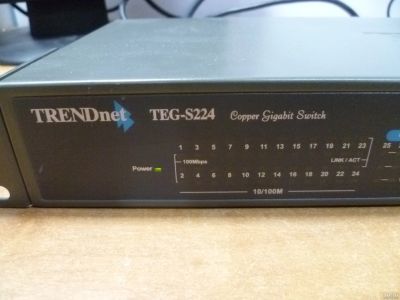 TRENDnet TEG-S224 Copper Gigabit Switch
1 3 5 7 9 11 13 15 17 19 21 23 25
100Mbps LINK / ACT
Power
2 4 6 8 10 12 14 16 18 20 22 24
10/100M